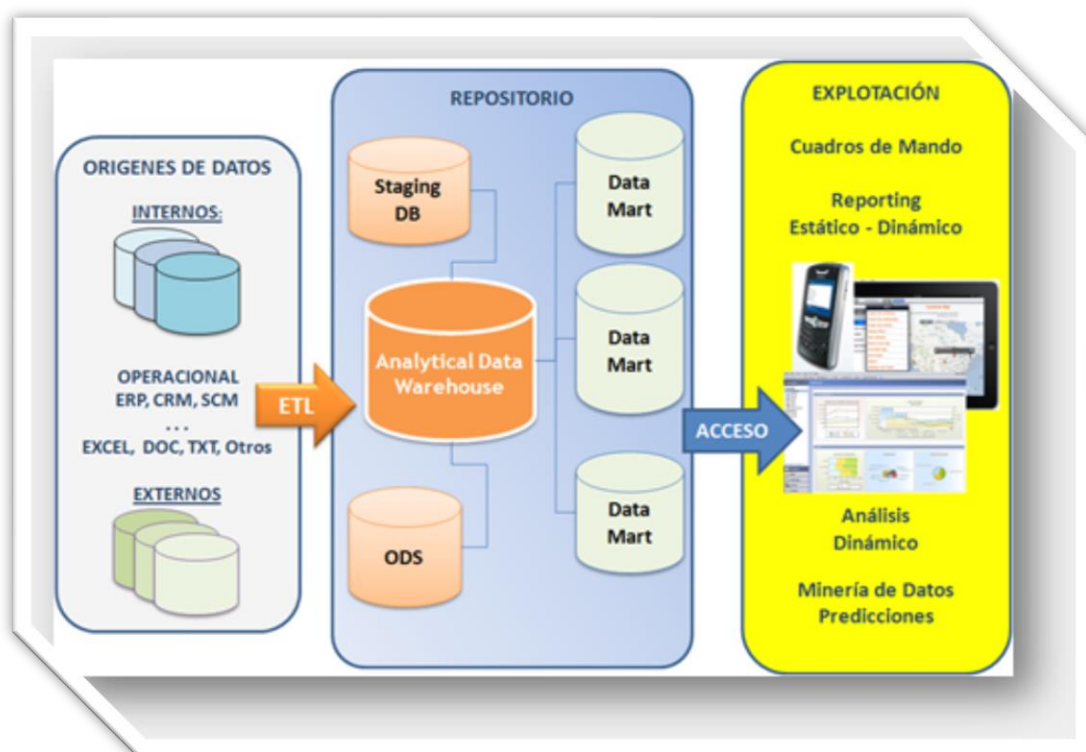 ORIGENES DE DATOS
INTERNOS:
OPERACIONAL
ERP, CRM, SCM
...
EXCEL, DOC, TXT, Otros
EXTERNOS
ETL
REPOSITORIO
Staging
DB
Analytical Data
Warehouse
ODS
Data
Mart
Data
Mart
Data
Mart
ACCESO
EXPLOTACIÓN
Cuadros de Mando
Reporting
Estático - Dinámico
Análisis
Dinámico
Minería de Datos
Predicciones